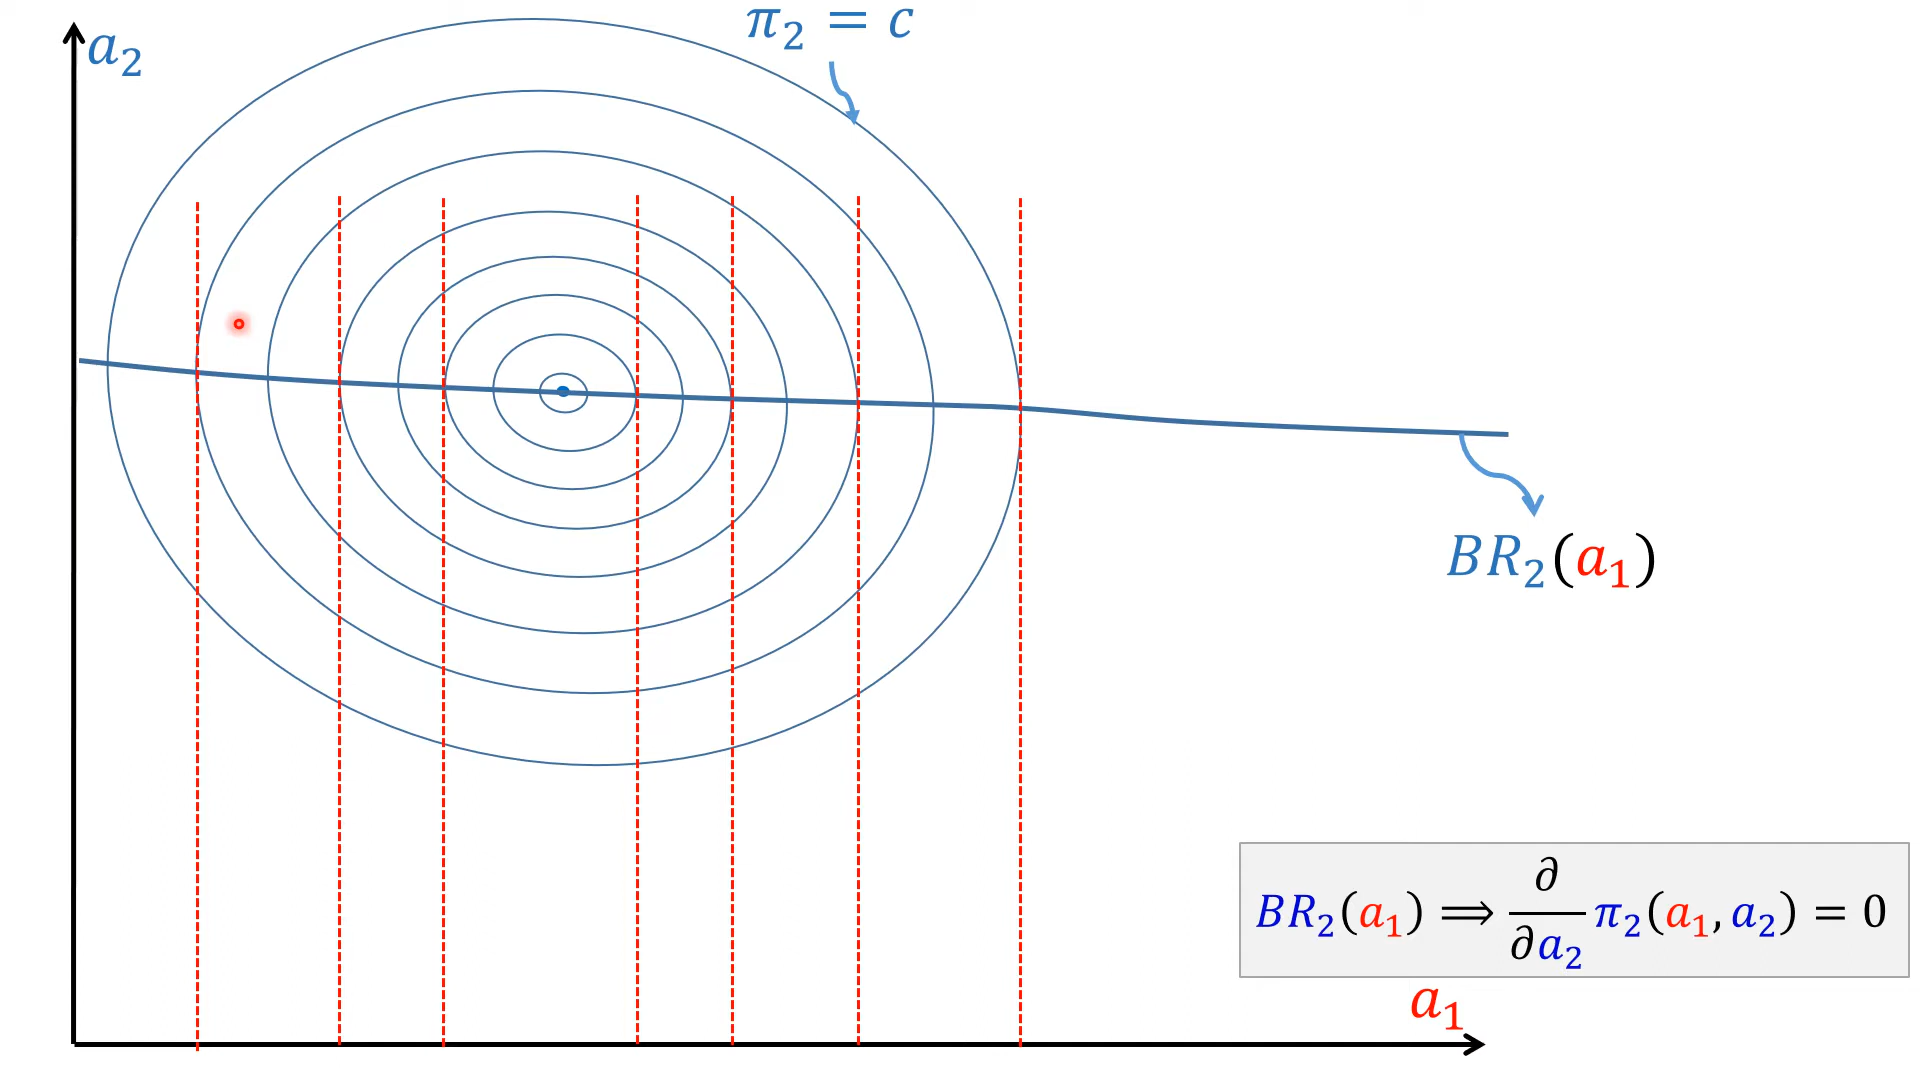 π₂ = c
a₂
BR₂(a₁)
BR₂(a₁) ⟹ ∂/∂a₂ π₂(a₁, a₂) = 0
a₁